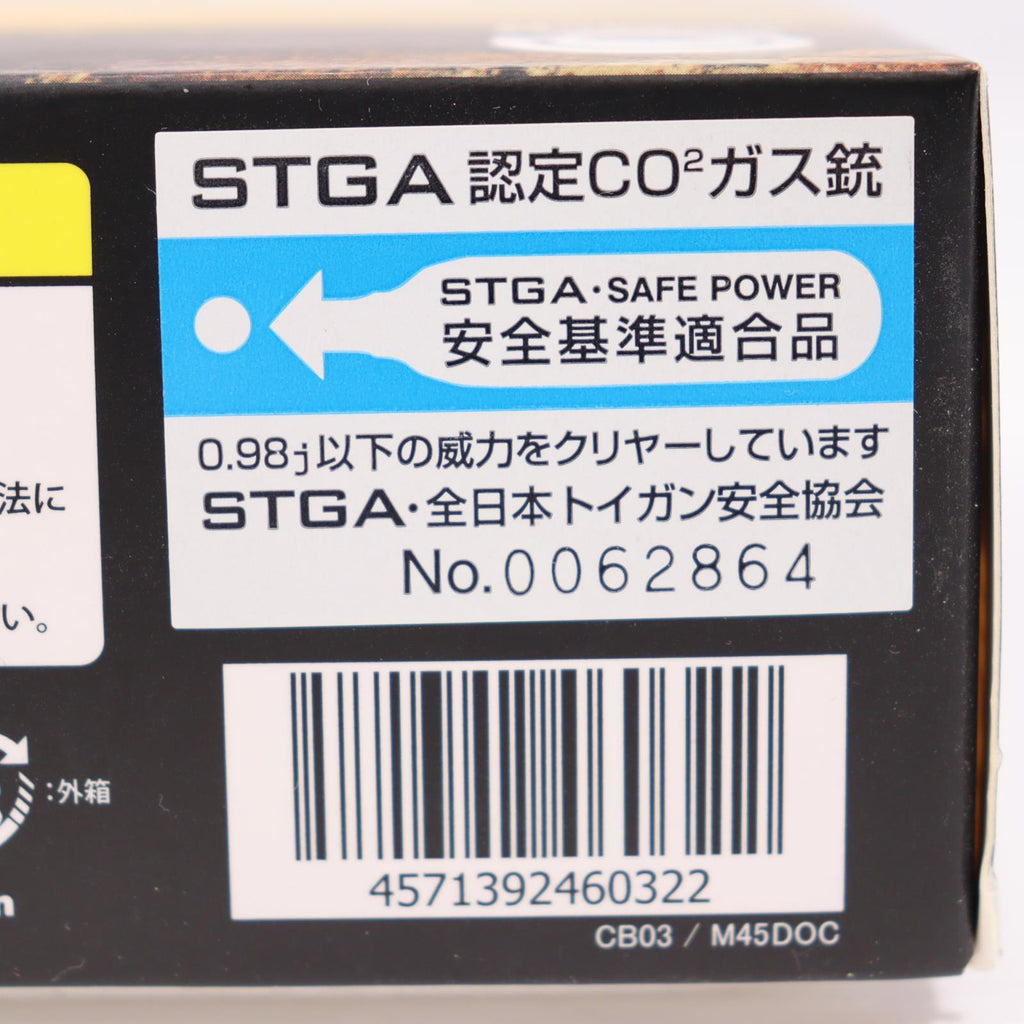 STGA 認定CO²ガス銃
STGA・SAFE POWER
安全基準適合品
0.98j以下の威力をクリヤーしています
STGA・全日本トイガン安全協会
No.0062864
法に
い。
:外箱
4571392460322
CB03 / M45DOC